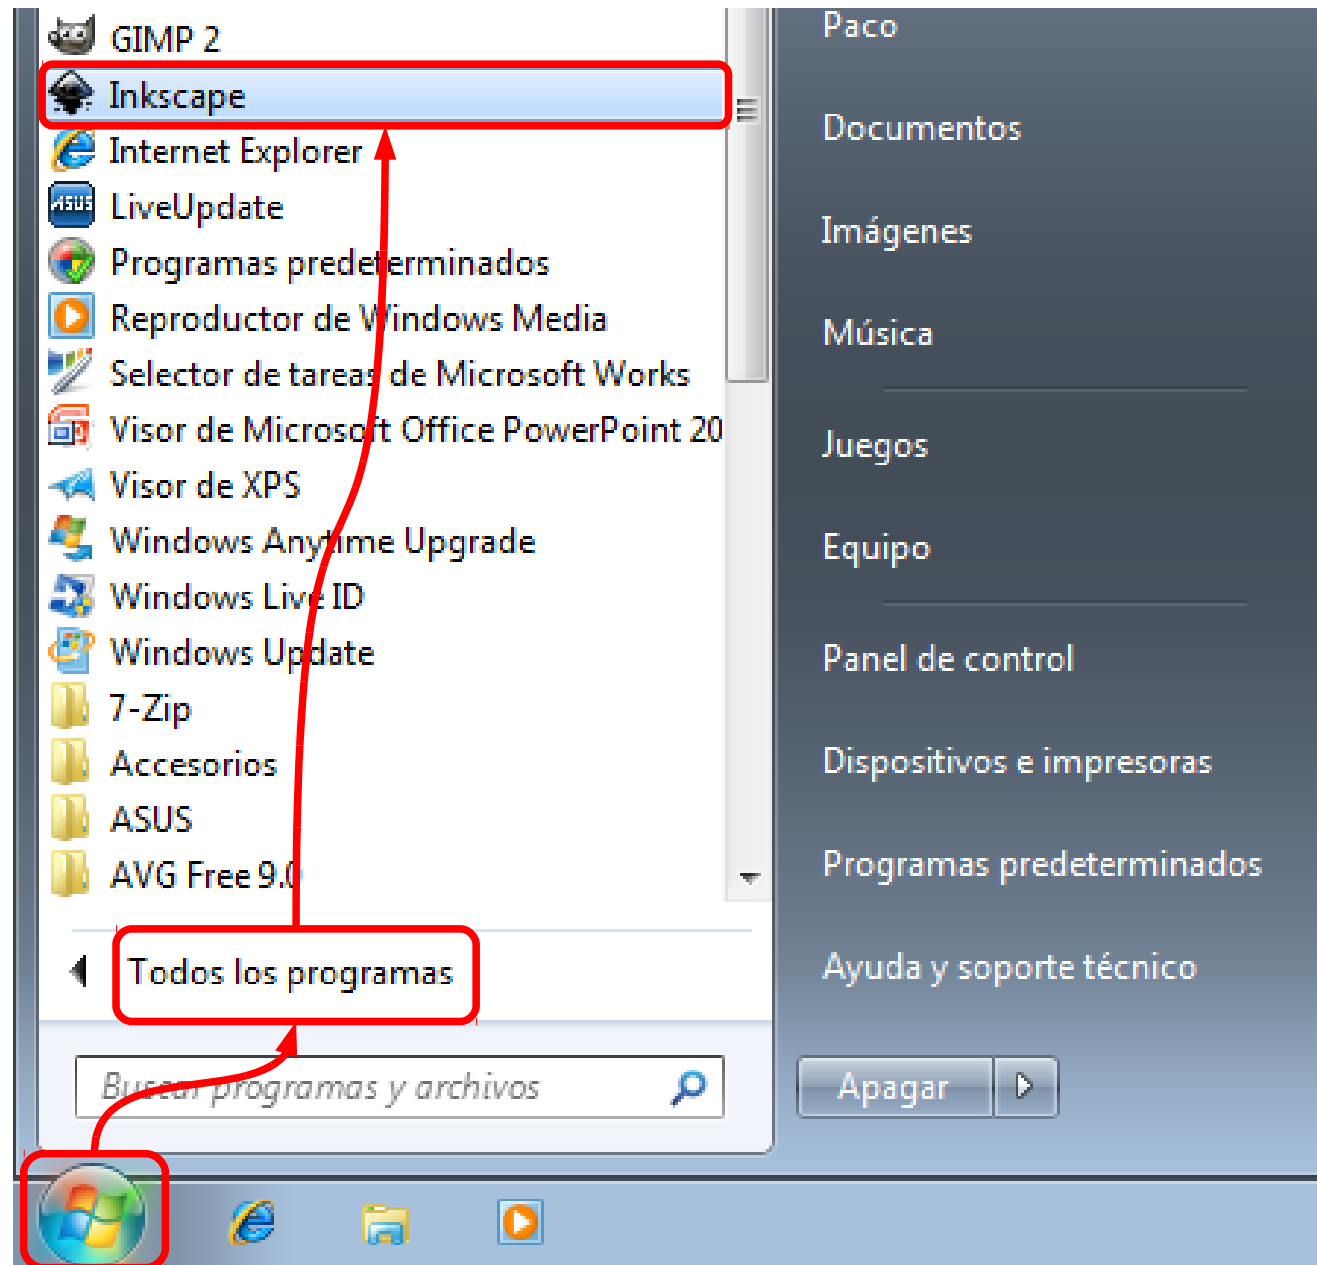 GIMP 2
Inkscape
Internet Explorer
ASUS
LiveUpdate
Programas predeterminados
Reproductor de Windows Media
Selector de tareas de Microsoft Works
Visor de Microsoft Office PowerPoint 20
Visor de XPS
Windows Anytime Upgrade
Windows Live ID
Windows Update
7-Zip
Accesorios
ASUS
AVG Free 9.0
Todos los programas
Buscar programas y archivos
Paco
Documentos
Imágenes
Música
Juegos
Equipo
Panel de control
Dispositivos e impresoras
Programas predeterminados
Ayuda y soporte técnico
Apagar